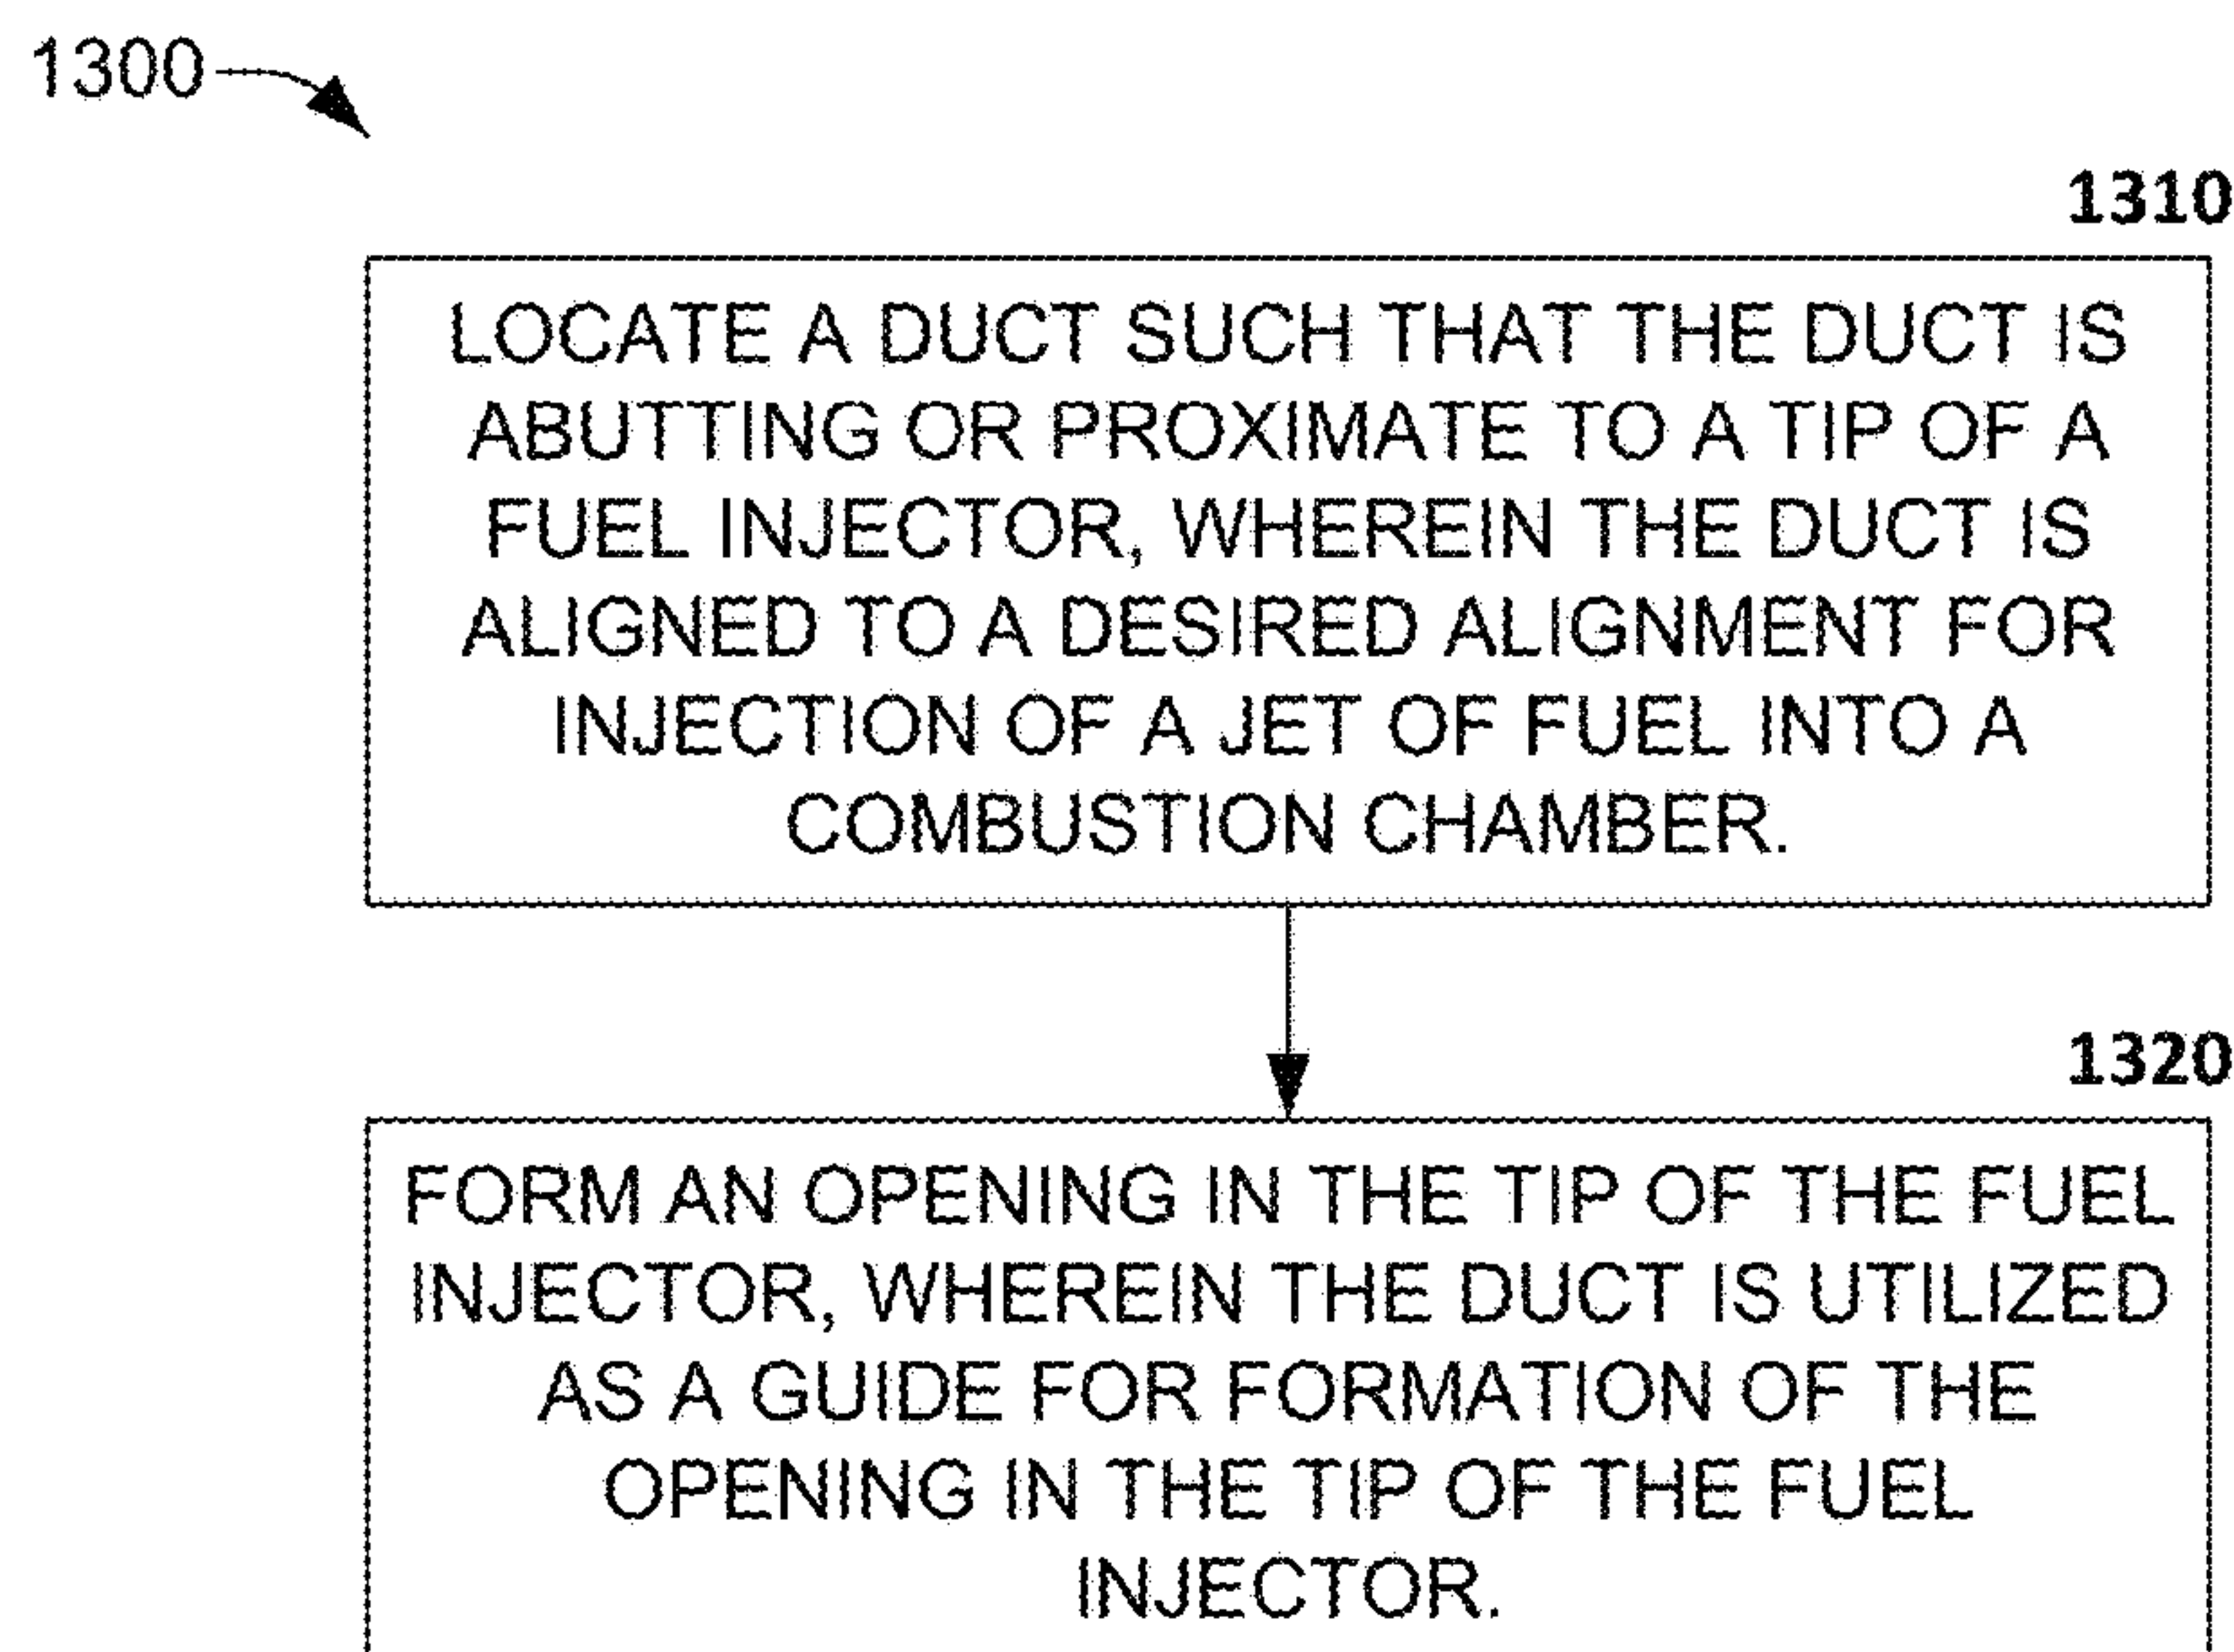 1300
1310
LOCATE A DUCT SUCH THAT THE DUCT IS
ABUTTING OR PROXIMATE TO A TIP OF A
FUEL INJECTOR, WHEREIN THE DUCT IS
ALIGNED TO A DESIRED ALIGNMENT FOR
INJECTION OF A JET OF FUEL INTO A
COMBUSTION CHAMBER.
1320
FORM AN OPENING IN THE TIP OF THE FUEL
INJECTOR, WHEREIN THE DUCT IS UTILIZED
AS A GUIDE FOR FORMATION OF THE
OPENING IN THE TIP OF THE FUEL
INJECTOR.